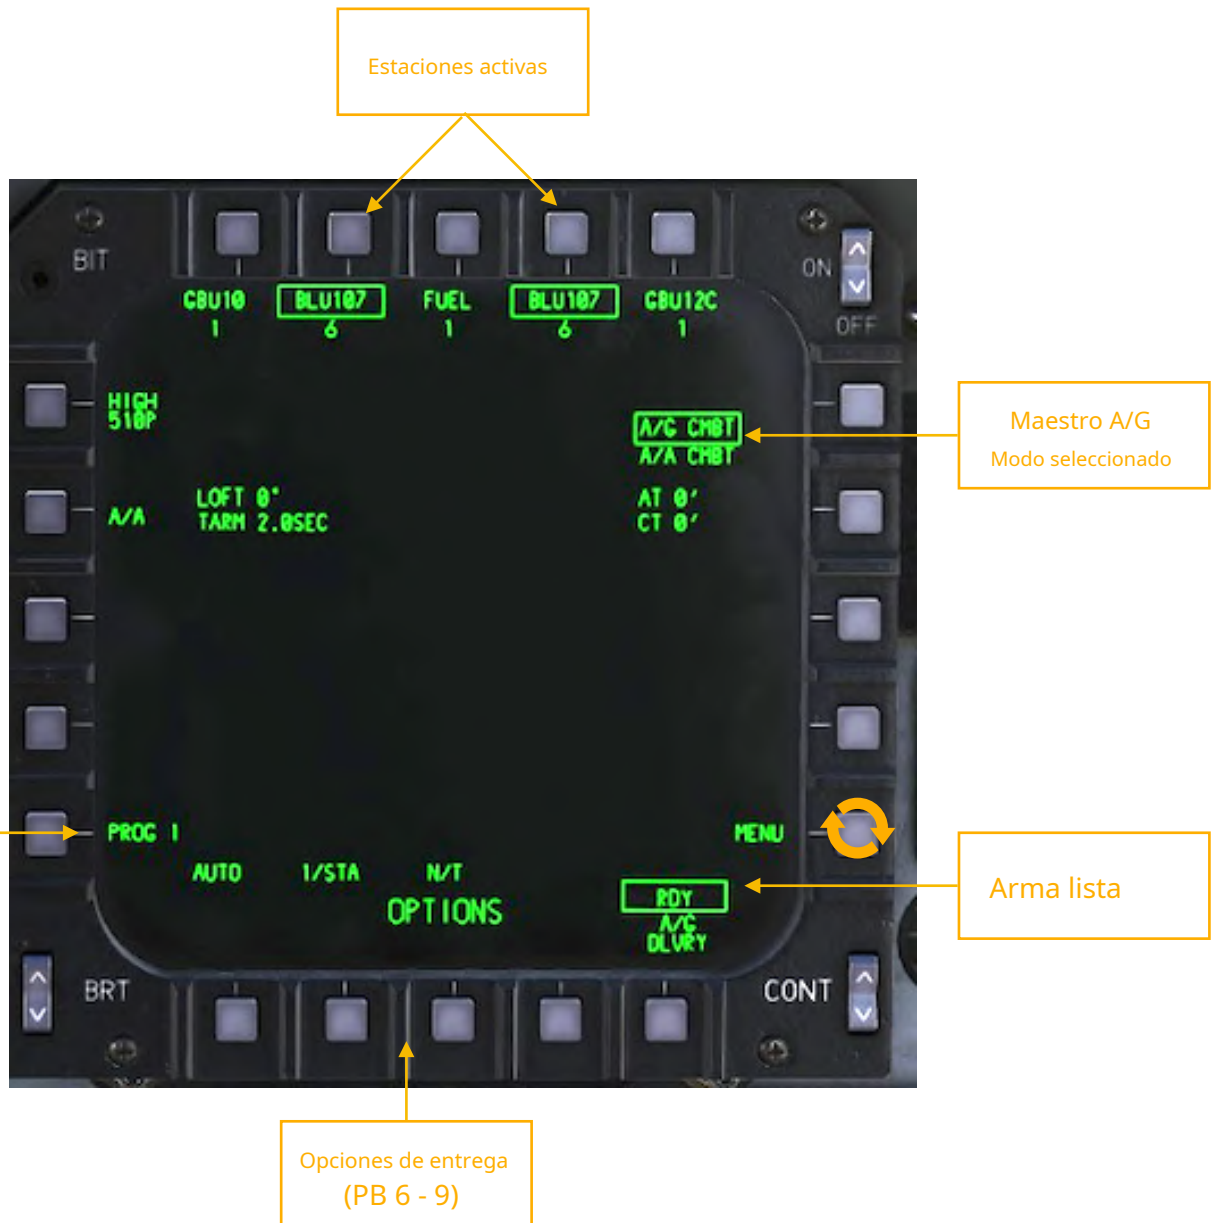 Estaciones activas
BIT
ON
OFF
GBU10 BLU107 FUEL BLU107 GBU12C
1 6 1 6 1
HIGH
510P
A/G CMBT
A/A CMBT
Maestro A/G
Modo seleccionado
A/A
LOFT 0°
TARM 2.0SEC
AT 0′
CT 0′
PROG 1
MENU
AUTO 1/STA N/T
OPTIONS
RDY
A/G
DLVRY
Arma lista
BRT
CONT
Opciones de entrega
(PB 6 - 9)